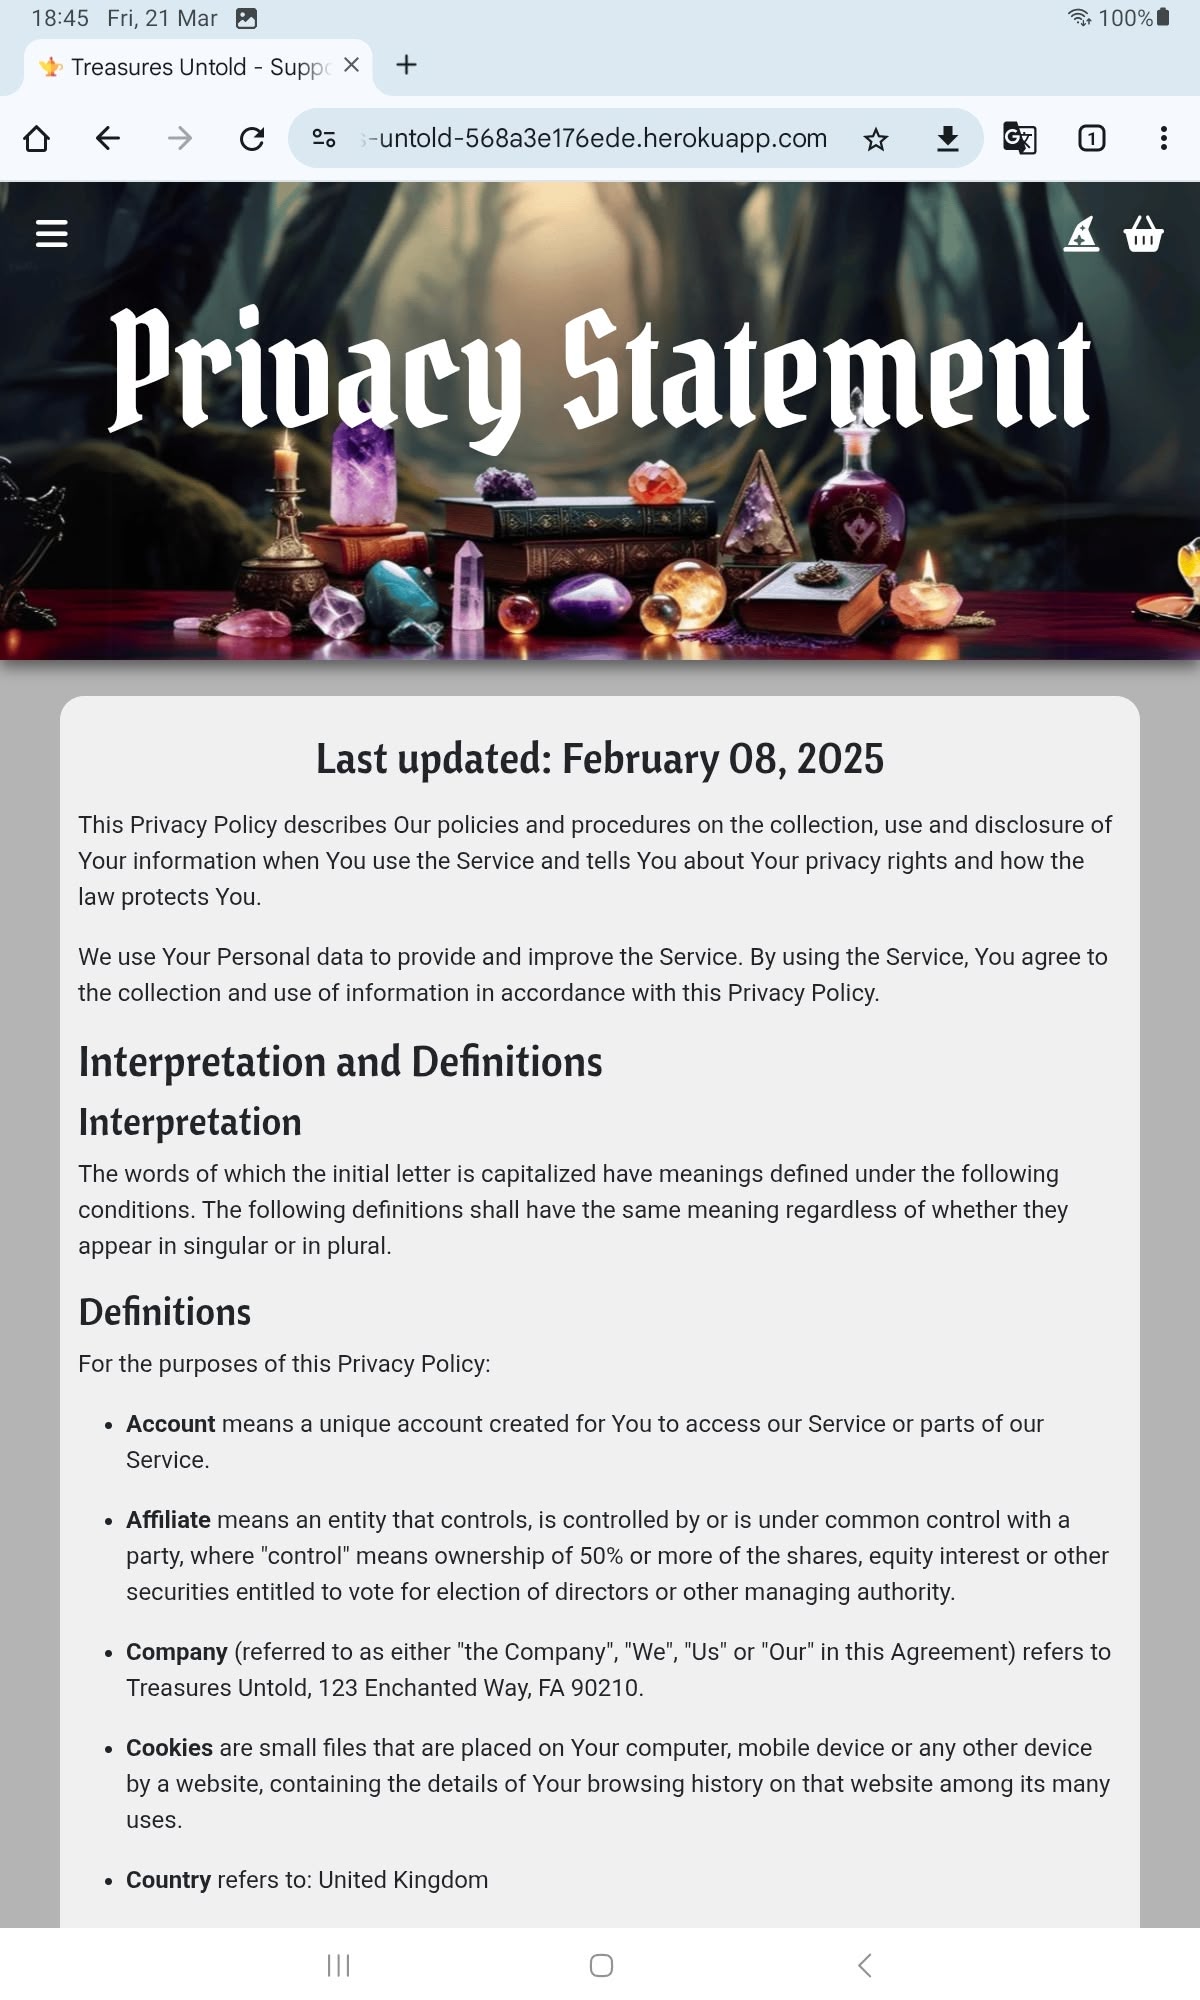 18:45 Fri, 21 Mar 100%
Treasures Untold - Supp
-untold-568a3e176ede.herokuapp.com
1
Privacy Statement
Last updated: February 08, 2025
This Privacy Policy describes Our policies and procedures on the collection, use and disclosure of
Your information when You use the Service and tells You about Your privacy rights and how the
law protects You.
We use Your Personal data to provide and improve the Service. By using the Service, You agree to
the collection and use of information in accordance with this Privacy Policy.
Interpretation and Definitions
Interpretation
The words of which the initial letter is capitalized have meanings defined under the following
conditions. The following definitions shall have the same meaning regardless of whether they
appear in singular or in plural.
Definitions
For the purposes of this Privacy Policy:
• Account means a unique account created for You to access our Service or parts of our
Service.
• Affiliate means an entity that controls, is controlled by or is under common control with a
party, where "control" means ownership of 50% or more of the shares, equity interest or other
securities entitled to vote for election of directors or other managing authority.
• Company (referred to as either "the Company", "We", "Us" or "Our" in this Agreement) refers to
Treasures Untold, 123 Enchanted Way, FA 90210.
• Cookies are small files that are placed on Your computer, mobile device or any other device
by a website, containing the details of Your browsing history on that website among its many
uses.
• Country refers to: United Kingdom